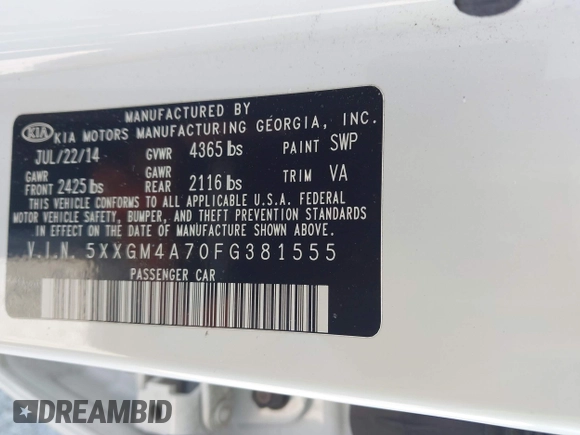 MANUFACTURED BY
KIA KIA MOTORS MANUFACTURING GEORGIA, INC.
JUL/22/14 GVWR 4365 lbs PAINT SWP
GAWR FRONT 2425 lbs GAWR REAR 2116 lbs TRIM VA
THIS VEHICLE CONFORMS TO ALL APPLICABLE U.S.A. FEDERAL
MOTOR VEHICLE SAFETY, BUMPER, AND THEFT PREVENTION STANDARDS
IN EFFECT ON THE DATE OF MANUFACTURE SHOWN ABOVE.
V.I.N. 5XXGM4A70FG381555
PASSENGER CAR
DREAMBID